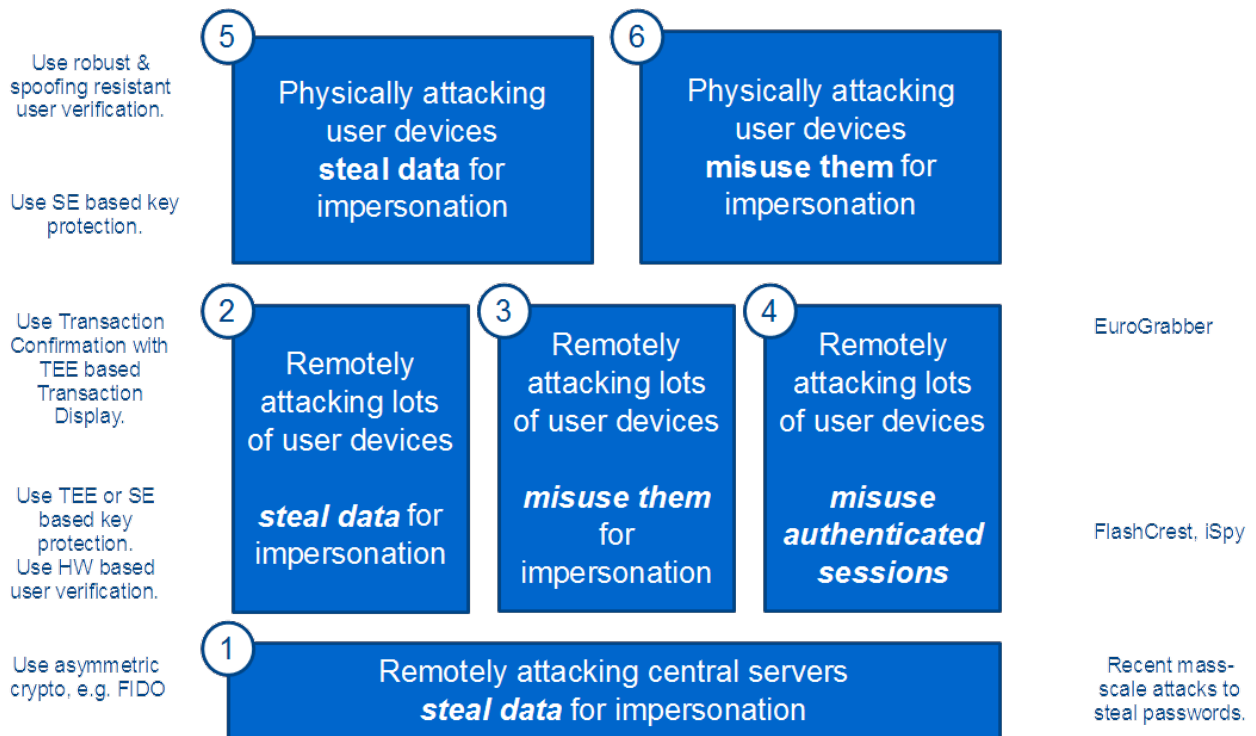 5
6
Use robust &
spoofing resistant
user verification.
Physically attacking
user devices
steal data for
impersonation
Physically attacking
user devices
misuse them for
impersonation
Use SE based key
protection.
2
3
4
Use Transaction
Confirmation with
TEE based
Transaction
Display.
Remotely
attacking lots
of user devices
steal data for
impersonation
Remotely
attacking lots
of user devices
misuse them
for
impersonation
Remotely
attacking lots
of user devices
misuse
authenticated
sessions
EuroGrabber
Use TEE or SE
based key
protection.
Use HW based
user verification.
FlashCrest, iSpy
1
Use asymmetric
crypto, e.g. FIDO
Remotely attacking central servers
steal data for impersonation
Recent mass-
scale attacks to
steal passwords.